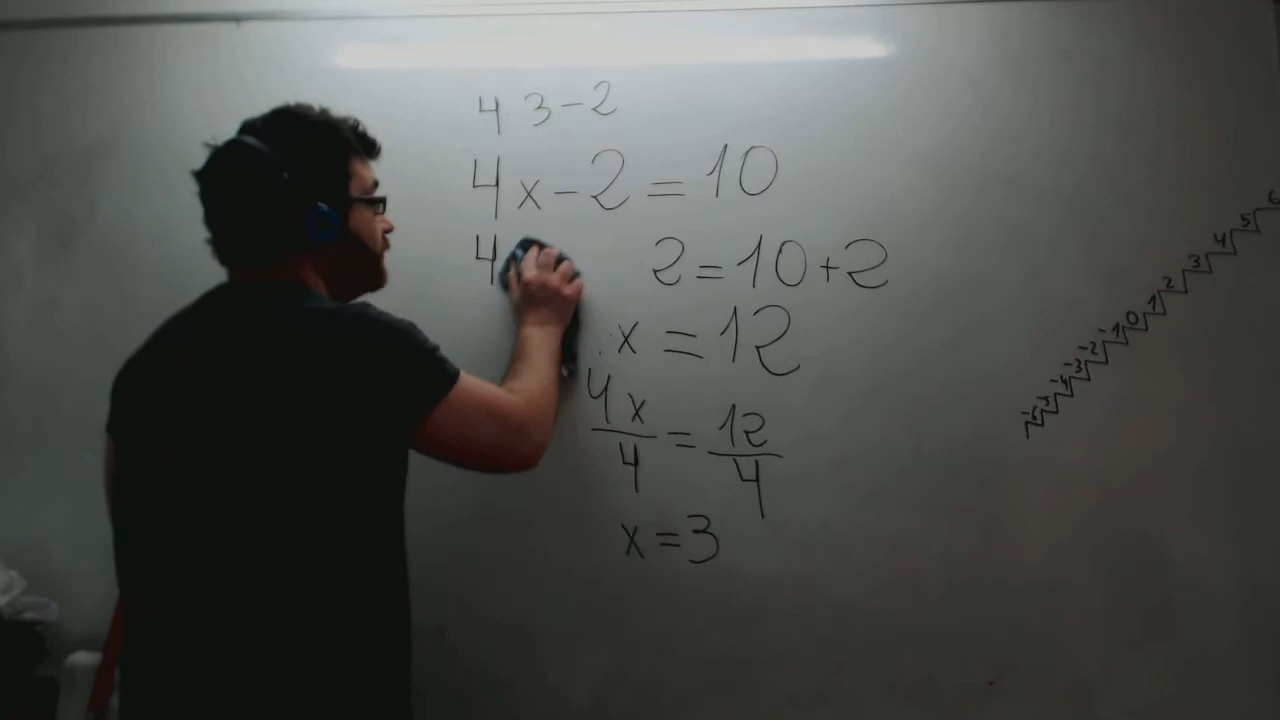 4 · 3 - 2
4x - 2 = 10
4 2 = 10 + 2
x = 12
4x/4 = 12/4
x = 3
6
5
4
3
2
1
0
-1
-2
-3